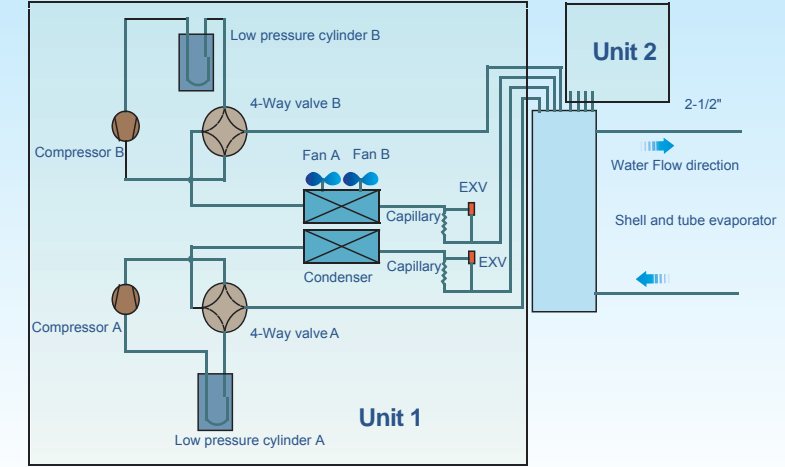 Low pressure cylinder B
Unit 2
4-Way valve B
2-1/2"
Compressor B
Fan A
Fan B
Water Flow direction
EXV
Capillary
Shell and tube evaporator
Capillary
EXV
Condenser
Compressor A
4-Way valve A
Unit 1
Low pressure cylinder A